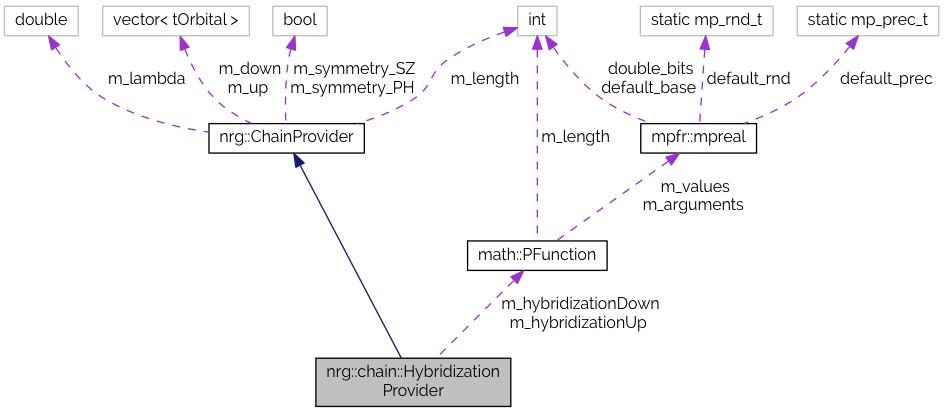 double
vector< tOrbital >
bool
int
static mp_rnd_t
static mp_prec_t
m_lambda
m_down
m_up
m_symmetry_SZ
m_symmetry_PH
m_length
double_bits
default_base
default_rnd
default_prec
nrg::ChainProvider
m_length
mpfr::mpreal
m_values
m_arguments
math::PFunction
m_hybridizationDown
m_hybridizationUp
nrg::chain::Hybridization
Provider